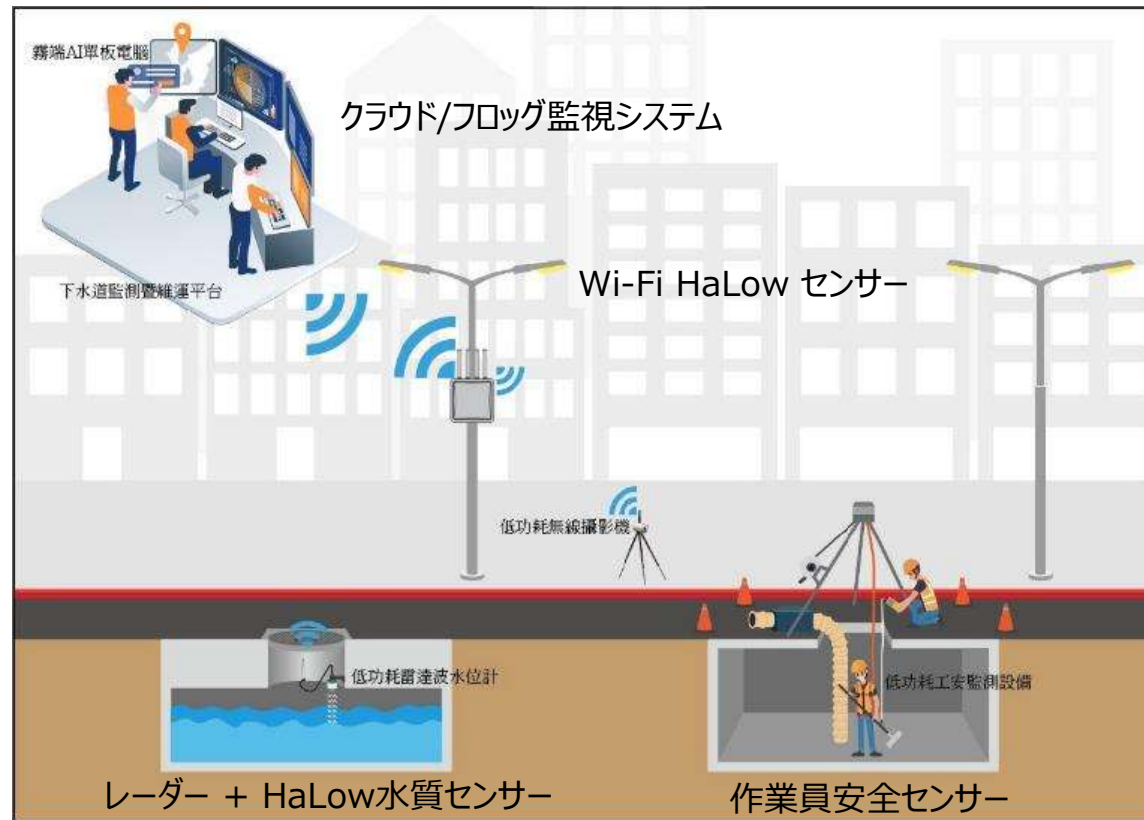 霧端AI單板電腦
クラウド/フロッグ監視システム
下水道監測暨維運平台
Wi-Fi HaLow センサー
低功耗無線攝影機
低功耗雷達波水位計
低功耗工安監測設備
レーダー + HaLow水質センサー
作業員安全センサー